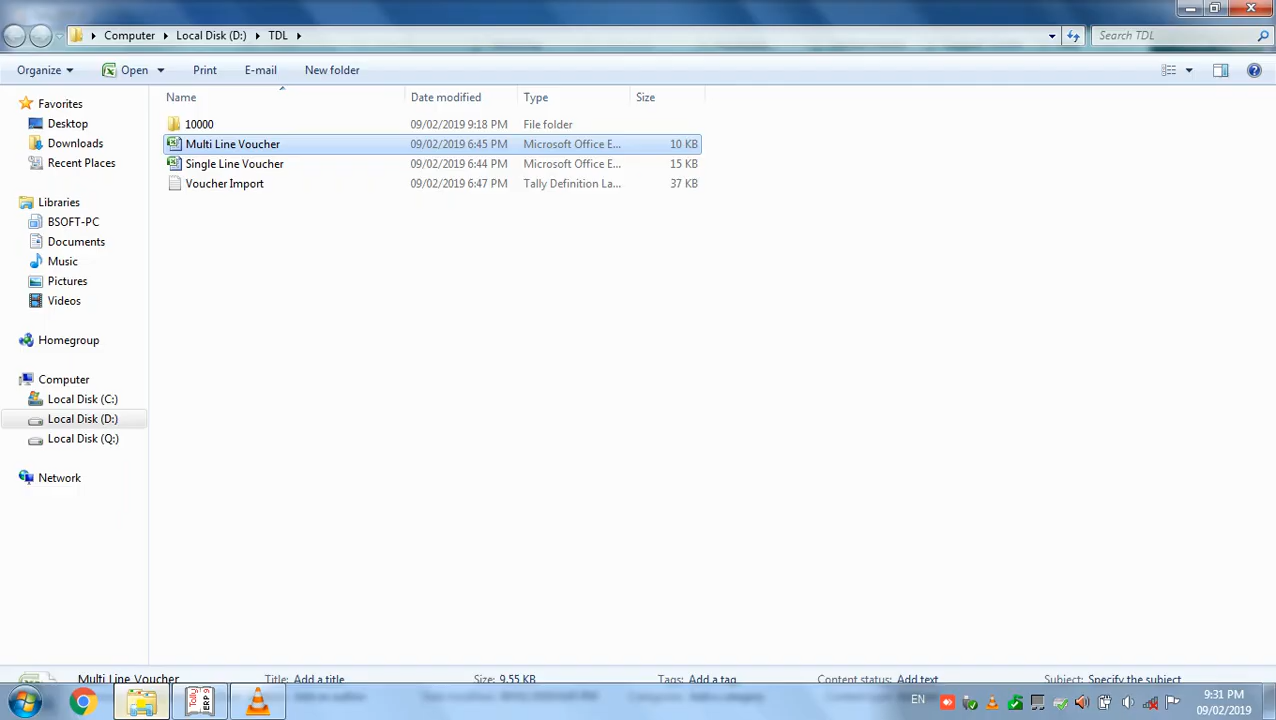 Computer Local Disk (D:) TDL Search TDL
Organize Open Print E-mail New folder
Name Date modified Type Size
Favorites
Desktop
Downloads
Recent Places
Libraries
BSOFT-PC
Documents
Music
Pictures
Videos
Homegroup
Computer
Local Disk (C:)
Local Disk (D:)
Local Disk (Q:)
Network
10000 09/02/2019 9:18 PM File folder
Multi Line Voucher 09/02/2019 6:45 PM Microsoft Office E... 10 KB
Single Line Voucher 09/02/2019 6:44 PM Microsoft Office E... 15 KB
Voucher Import 09/02/2019 6:47 PM Tally Definition La... 37 KB
Multi Line Voucher Title: Add a title Size: 9.55 KB Tags: Add a tag Content status: Add text Subject: Specify the subject
Tally ERP9
EN
9:31 PM
09/02/2019